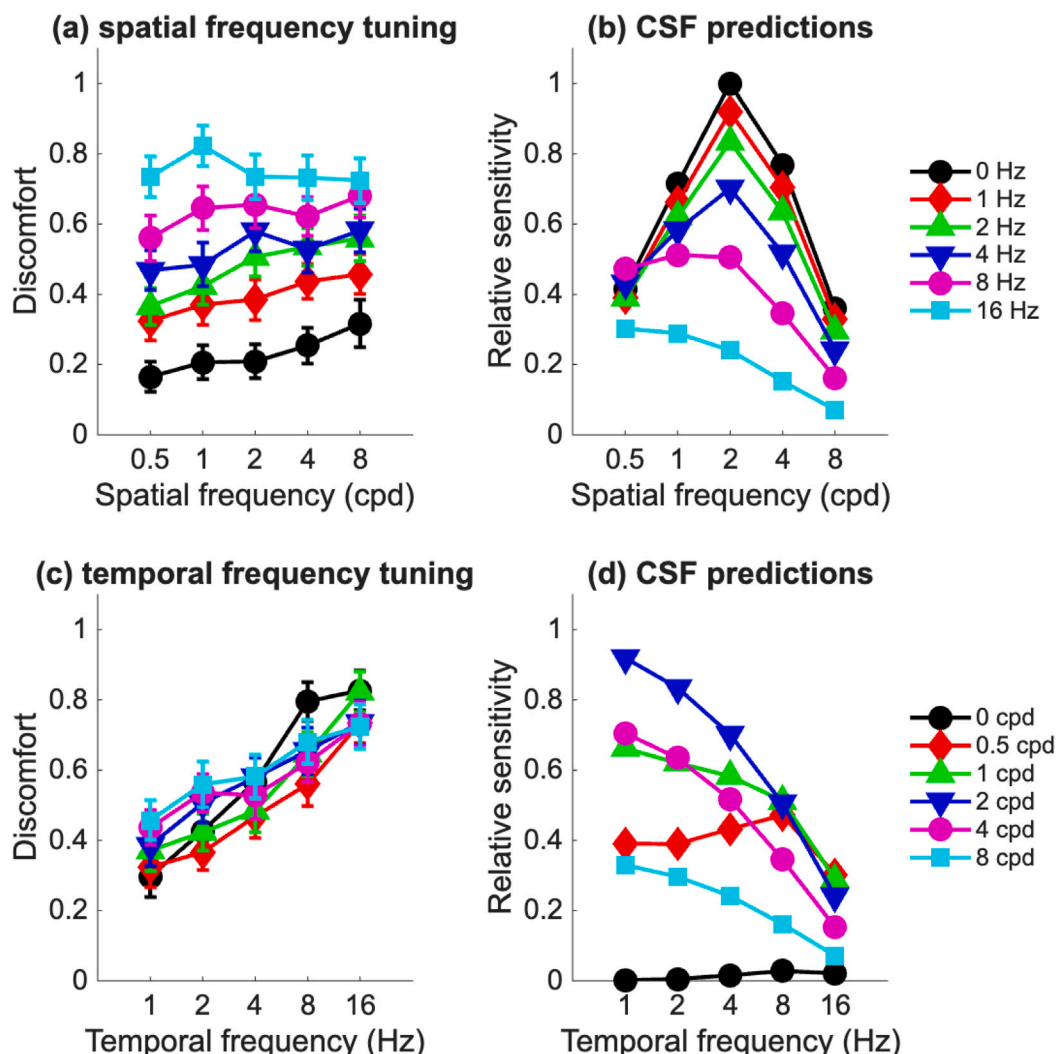 (a) spatial frequency tuning
1
0.8
0.6
0.4
0.2
0
Discomfort
0.5 1 2 4 8
Spatial frequency (cpd)
(b) CSF predictions
1
0.8
0.6
0.4
0.2
0
Relative sensitivity
0.5 1 2 4 8
Spatial frequency (cpd)
0 Hz
1 Hz
2 Hz
4 Hz
8 Hz
16 Hz
(c) temporal frequency tuning
1
0.8
0.6
0.4
0.2
0
Discomfort
1 2 4 8 16
Temporal frequency (Hz)
(d) CSF predictions
1
0.8
0.6
0.4
0.2
0
Relative sensitivity
1 2 4 8 16
Temporal frequency (Hz)
0 cpd
0.5 cpd
1 cpd
2 cpd
4 cpd
8 cpd